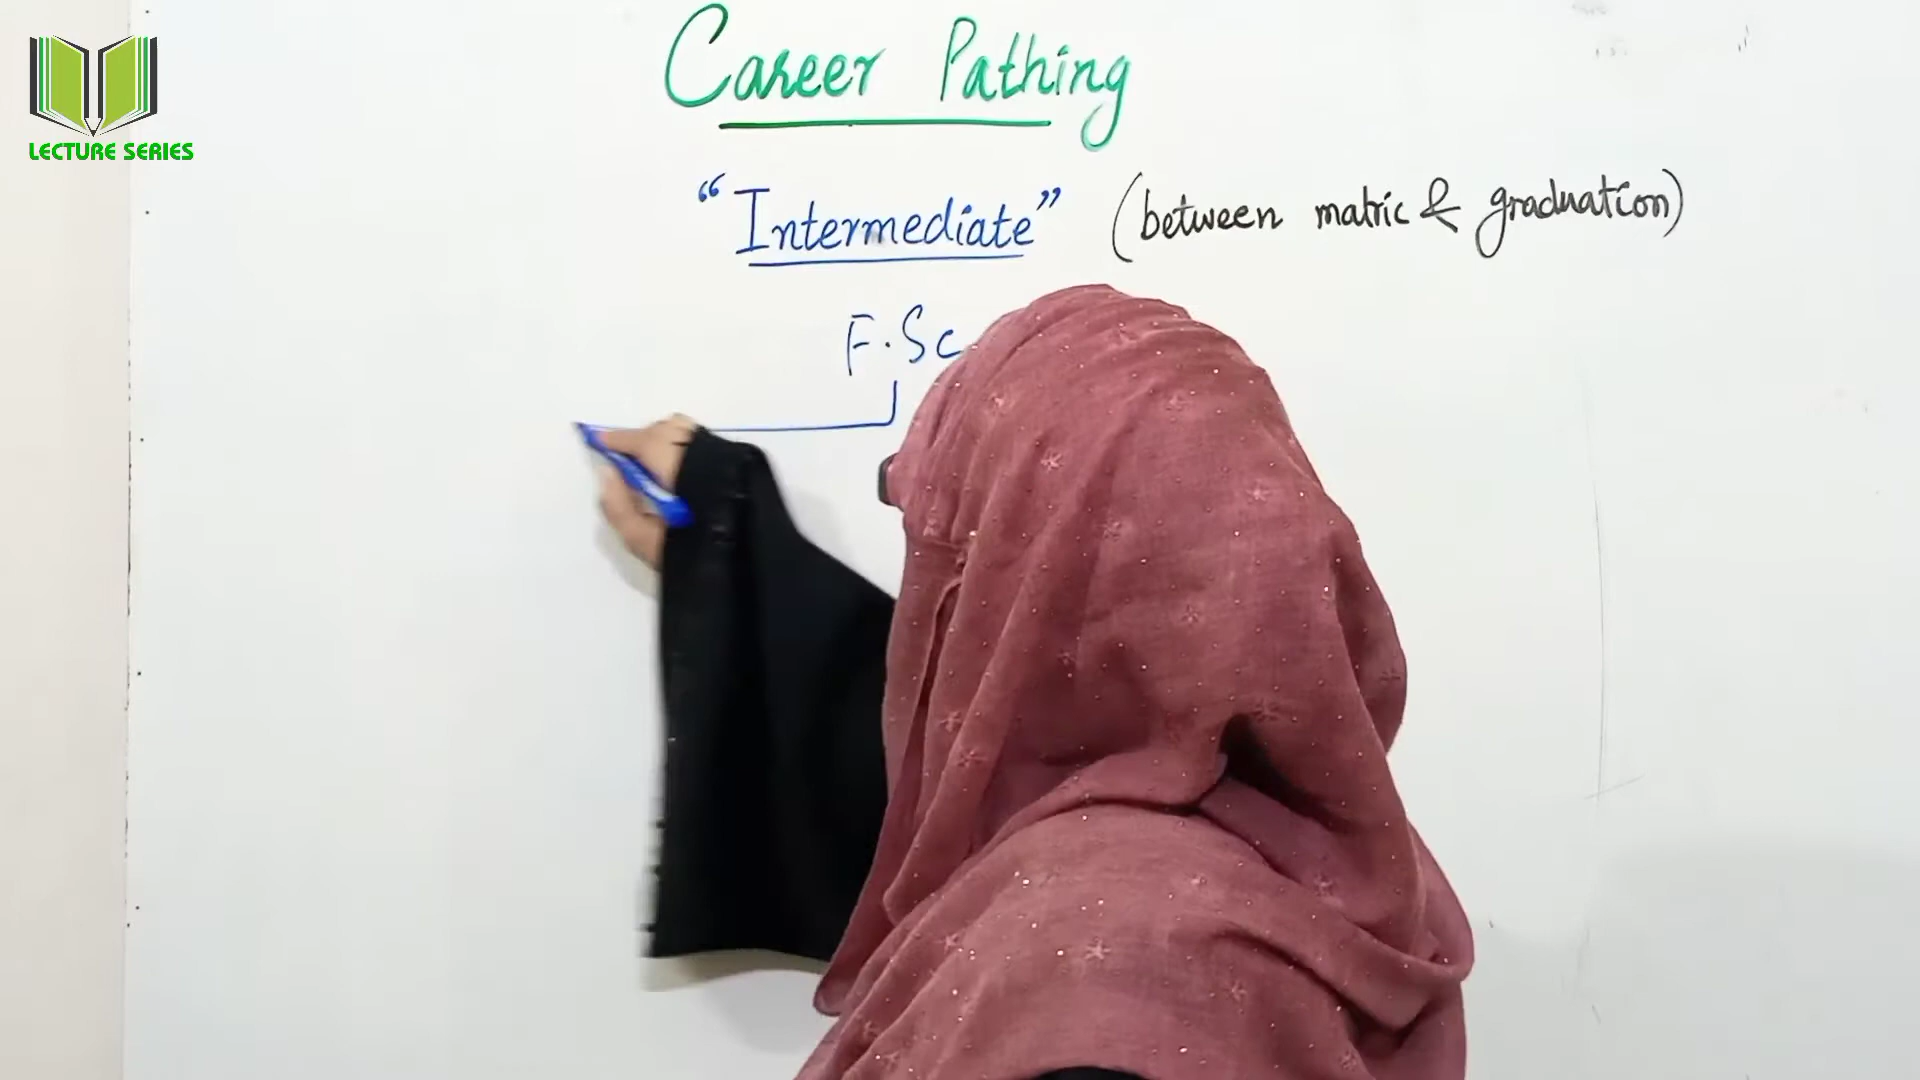 Career Pathing
LECTURE SERIES
"Intermediate" (between matric & graduation)
F.Sc